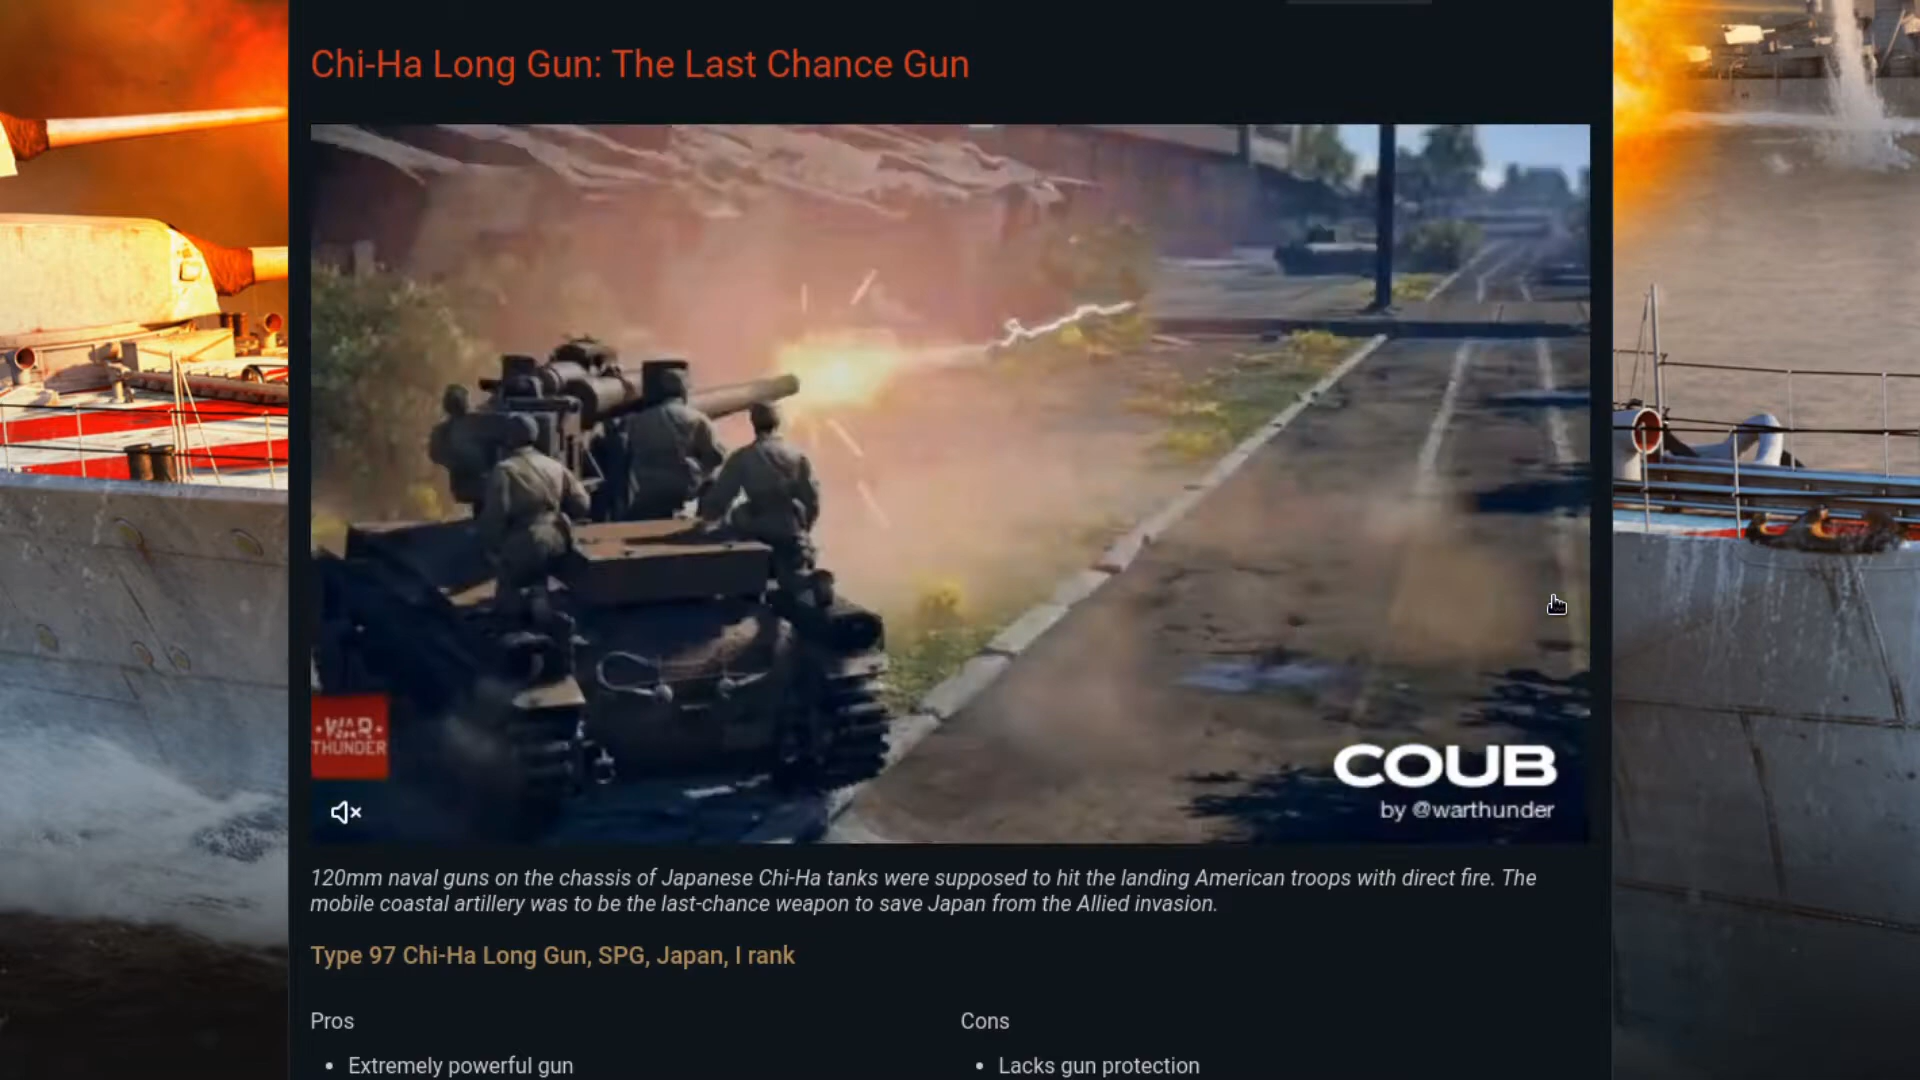 Chi-Ha Long Gun: The Last Chance Gun
WAR
THUNDER
COUB
by @warthunder
120mm naval guns on the chassis of Japanese Chi-Ha tanks were supposed to hit the landing American troops with direct fire. The
mobile coastal artillery was to be the last-chance weapon to save Japan from the Allied invasion.
Type 97 Chi-Ha Long Gun, SPG, Japan, I rank
Pros
Cons
• Extremely powerful gun
• Lacks gun protection